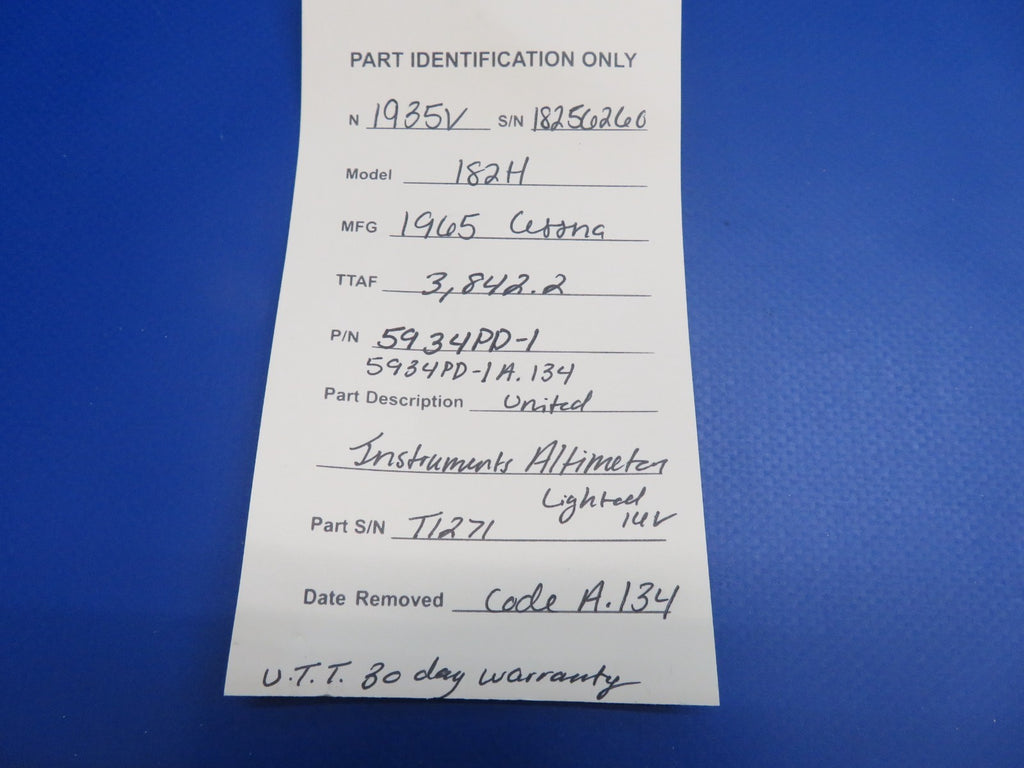 PART IDENTIFICATION ONLY
N 1935V S/N 18256260
Model 182H
MFG 1965 Cessna
TTAF 3,842.2
P/N 5934PD-1
5934PD-1A.134
Part Description United
Instruments Altimeter
Lighted
14V
Part S/N T1271
Date Removed Code A.134
U.T.T. 30 day warranty